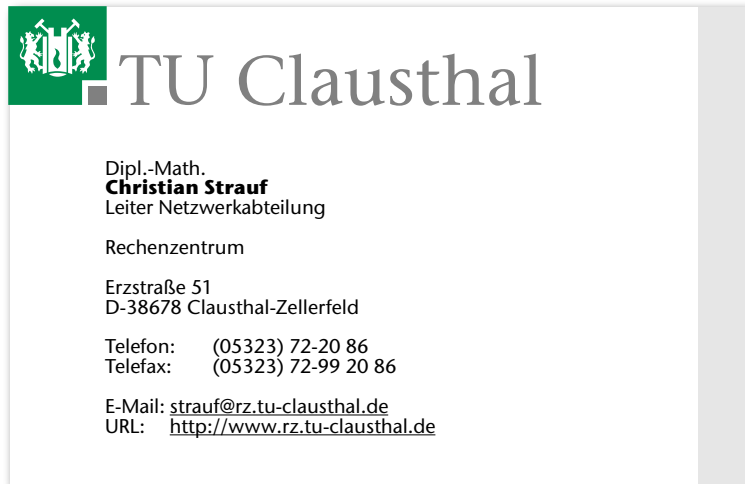 TU Clausthal
Dipl.-Math.
Christian Strauf
Leiter Netzwerkabteilung
Rechenzentrum
Erzstraße 51
D-38678 Clausthal-Zellerfeld
Telefon: (05323) 72-20 86
Telefax: (05323) 72-99 20 86
E-Mail: strauf@rz.tu-clausthal.de
URL: http://www.rz.tu-clausthal.de